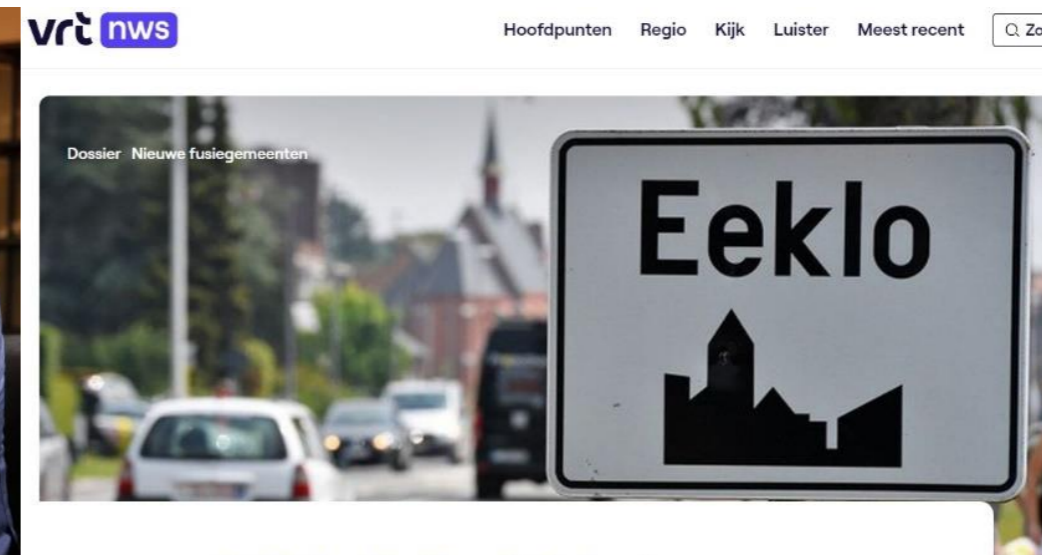 vrt nws
Hoofdpunten Regio Kijk Luister Meest recent
Dossier Nieuwe fusiegemeenten
Eeklo